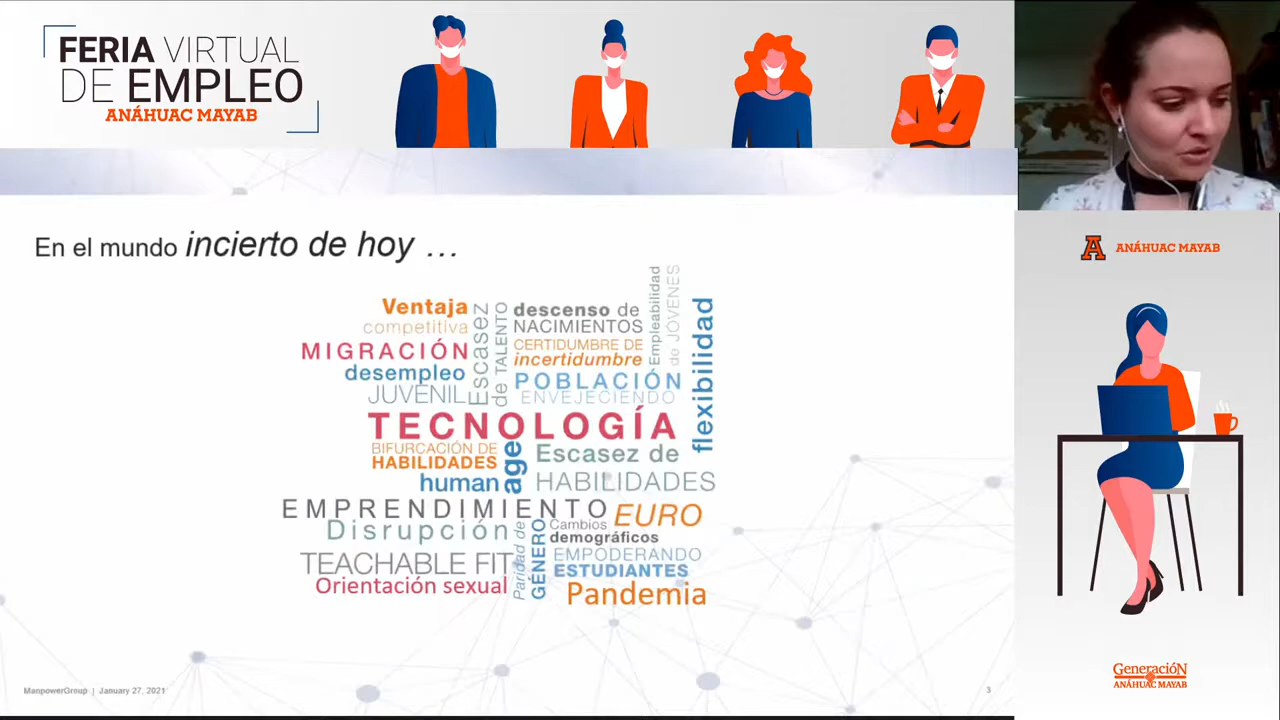 FERIA VIRTUAL
DE EMPLEO
ANÁHUAC MAYAB
En el mundo incierto de hoy …
Ventaja
competitiva
MIGRACIÓN
desempleo
JUVENIL
Escasez
de TALENTO
descenso de
NACIMIENTOS
CERTIDUMBRE DE
incertidumbre
Empleabilidad
de JÓVENES
flexibilidad
POBLACIÓN
ENVEJECIENDO
TECNOLOGÍA
BIFURCACIÓN DE
HABILIDADES
human age
Escasez de
HABILIDADES
EMPRENDIMIENTO
EURO
Disrupción
Paridad de
GÉNERO
Cambios
demográficos
TEACHABLE FIT
EMPODERANDO
ESTUDIANTES
Orientación sexual
Pandemia
ManpowerGroup | January 27, 2021
3
A ANÁHUAC MAYAB
GeneracióN
ANÁHUAC MAYAB